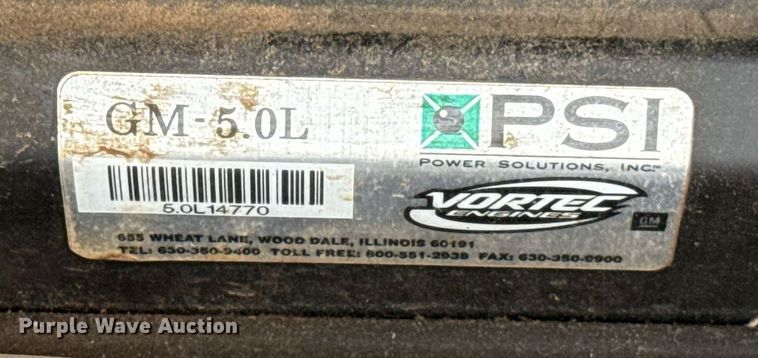 GM-5.0L
PSI
POWER SOLUTIONS, INC.
5.0L14770
VORTEC
ENGINES
GM
655 WHEAT LANE, WOOD DALE, ILLINOIS 60191
TEL: 630-350-9400 TOLL FREE: 800-551-2938 FAX: 630-350-9900
Purple Wave Auction